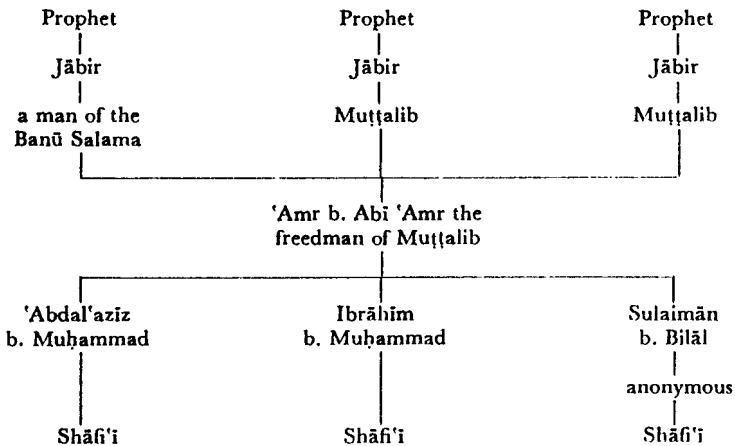 Prophet Prophet Prophet
Jābir Jābir Jābir
a man of the Banū Salama
Muṭṭalib Muṭṭalib
ʿAmr b. Abī ʿAmr the
freedman of Muṭṭalib
ʿAbdalʿazīz
b. Muḥammad
Ibrāhīm
b. Muḥammad
Sulaimān
b. Bilāl
anonymous
Shāfiʿī Shāfiʿī Shāfiʿī